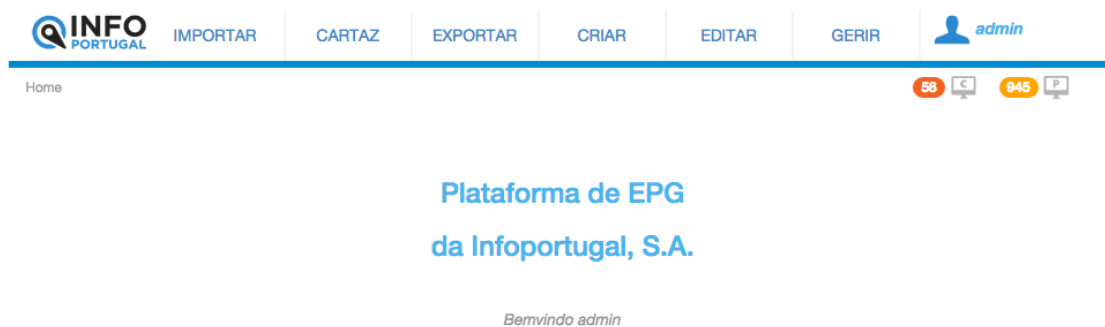 INFO
PORTUGAL
IMPORTAR CARTAZ EXPORTAR CRIAR EDITAR GERIR admin
Home 58 C 945 P
Plataforma de EPG
da Infoportugal, S.A.
Bemvindo admin